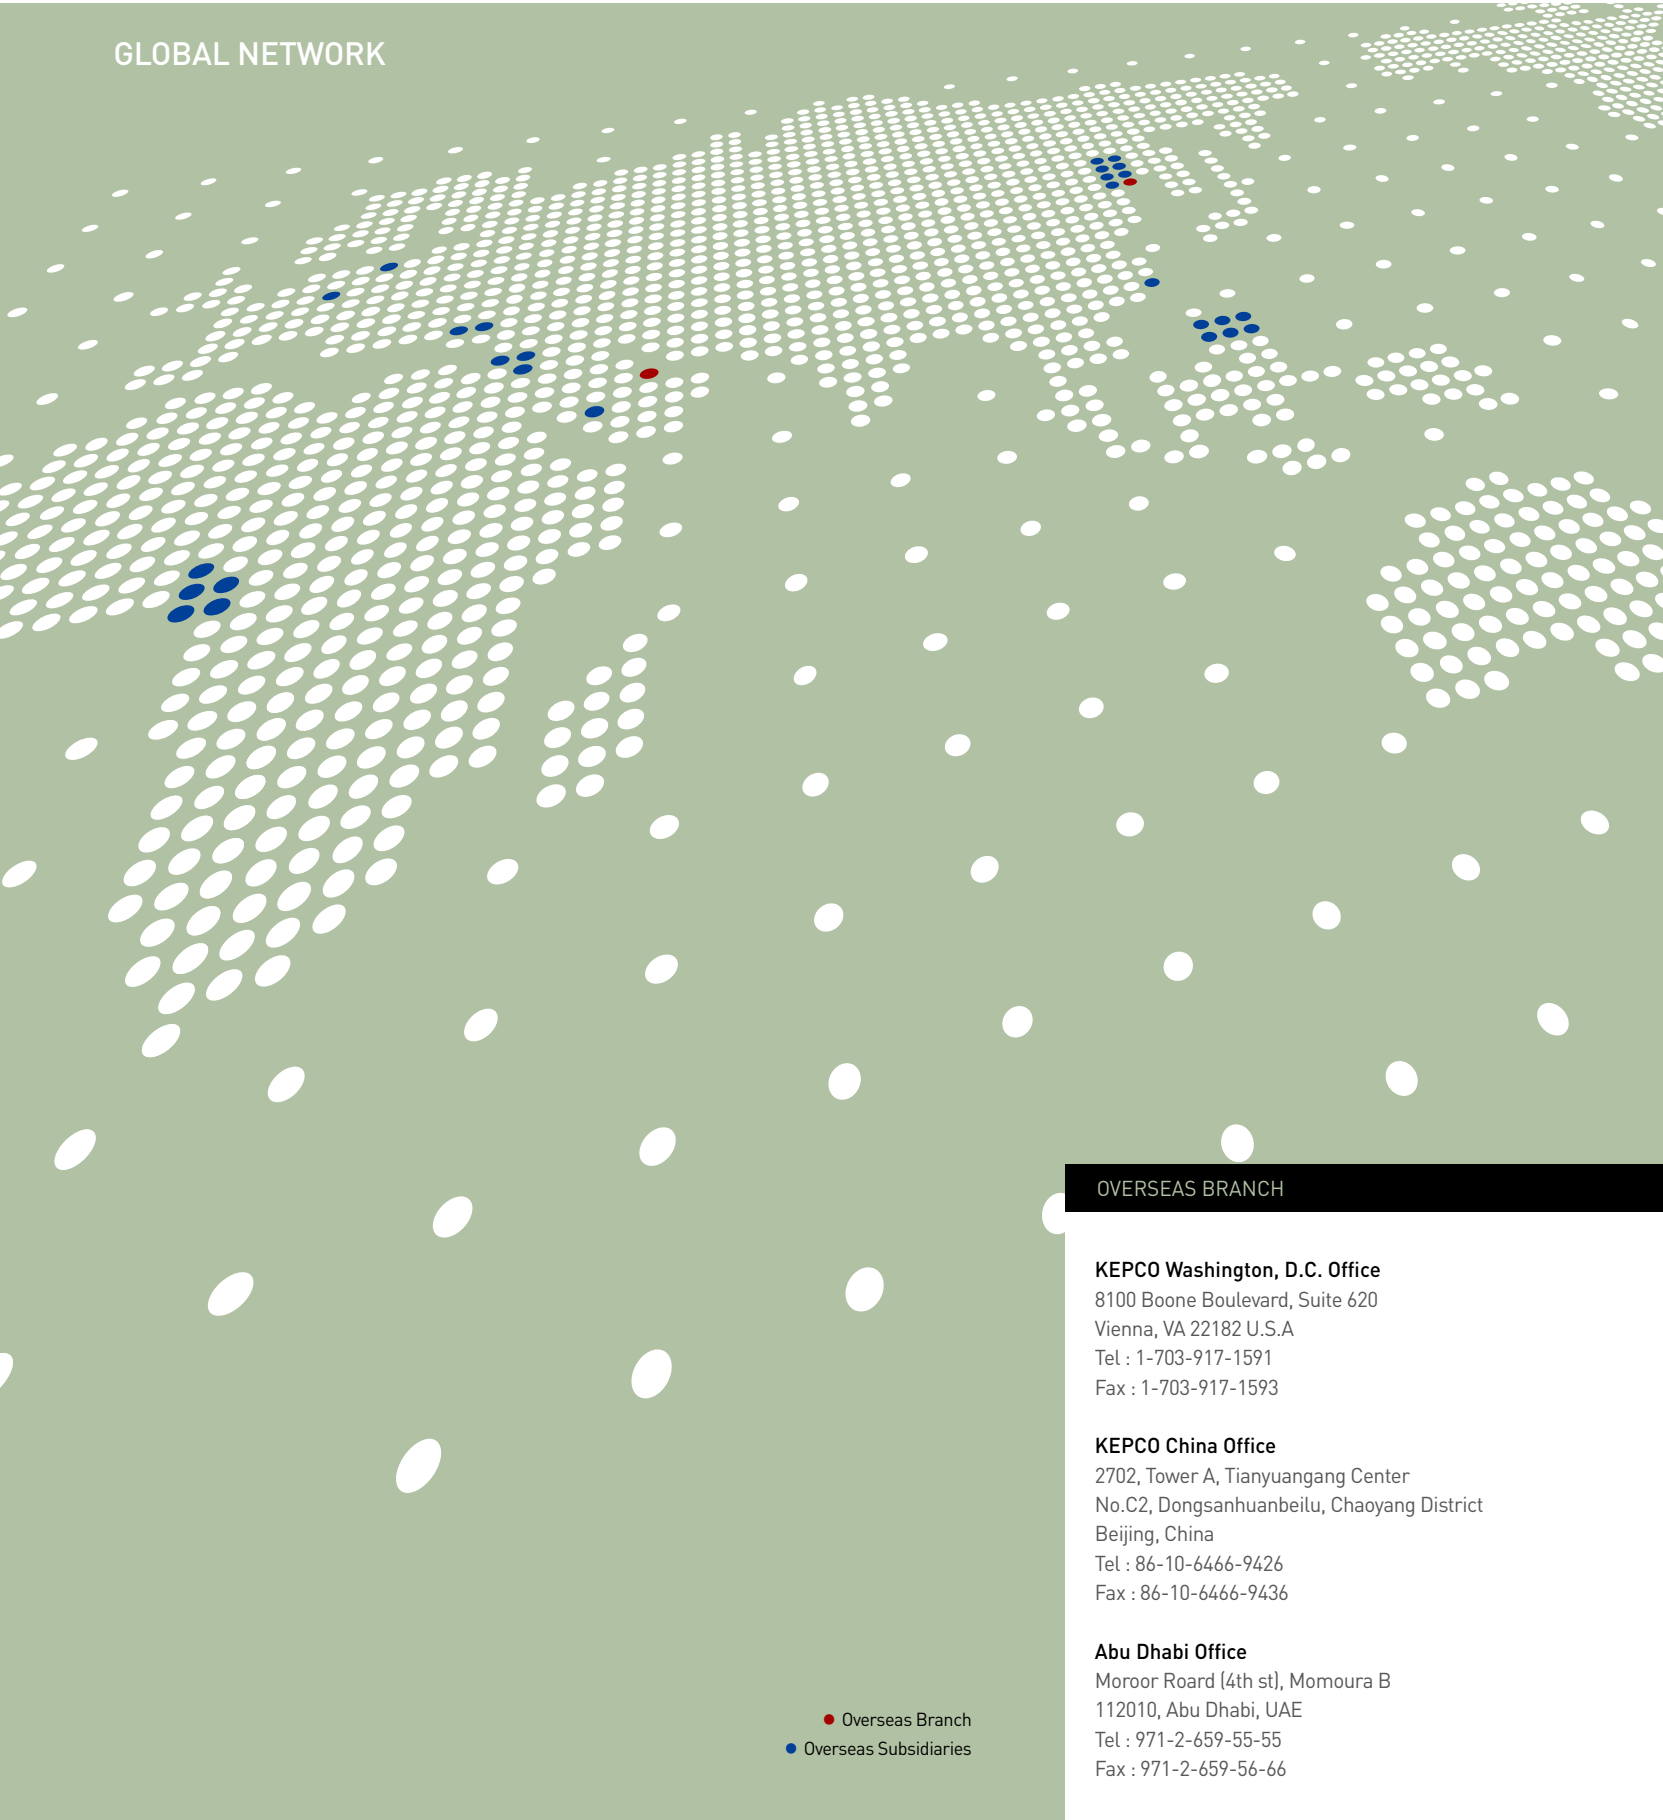 GLOBAL NETWORK
Overseas Branch
Overseas Subsidiaries
OVERSEAS BRANCH
KEPCO Washington, D.C. Office
8100 Boone Boulevard, Suite 620
Vienna, VA 22182 U.S.A
Tel : 1-703-917-1591
Fax : 1-703-917-1593
KEPCO China Office
2702, Tower A, Tianyuangang Center
No.C2, Dongsanhuanbeilu, Chaoyang District
Beijing, China
Tel : 86-10-6466-9426
Fax : 86-10-6466-9436
Abu Dhabi Office
Moroor Roard (4th st), Momoura B
112010, Abu Dhabi, UAE
Tel : 971-2-659-55-55
Fax : 971-2-659-56-66